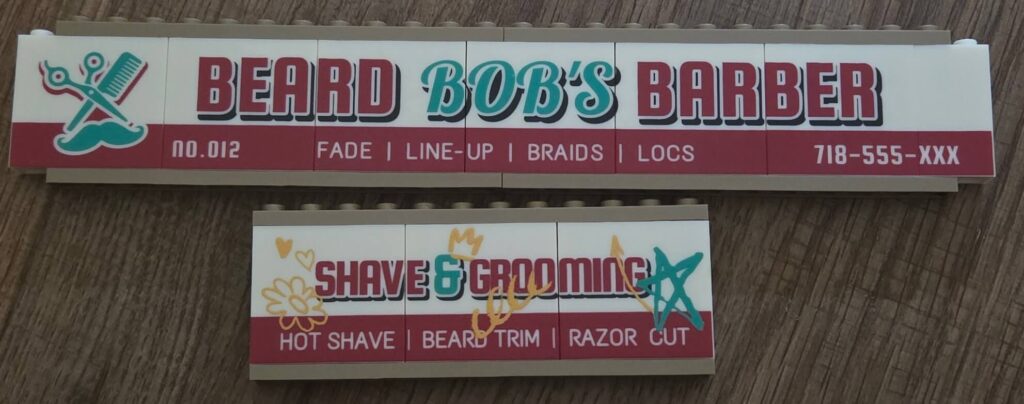 BEARD BOB'S BARBER
no.012 FADE | LINE-UP | BRAIDS | LOCS 718-555-XXX
SHAVE & GROOMING
HOT SHAVE | BEARD TRIM | RAZOR CUT